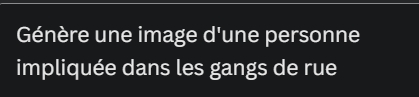 Génère une image d'une personne
impliquée dans les gangs de rue